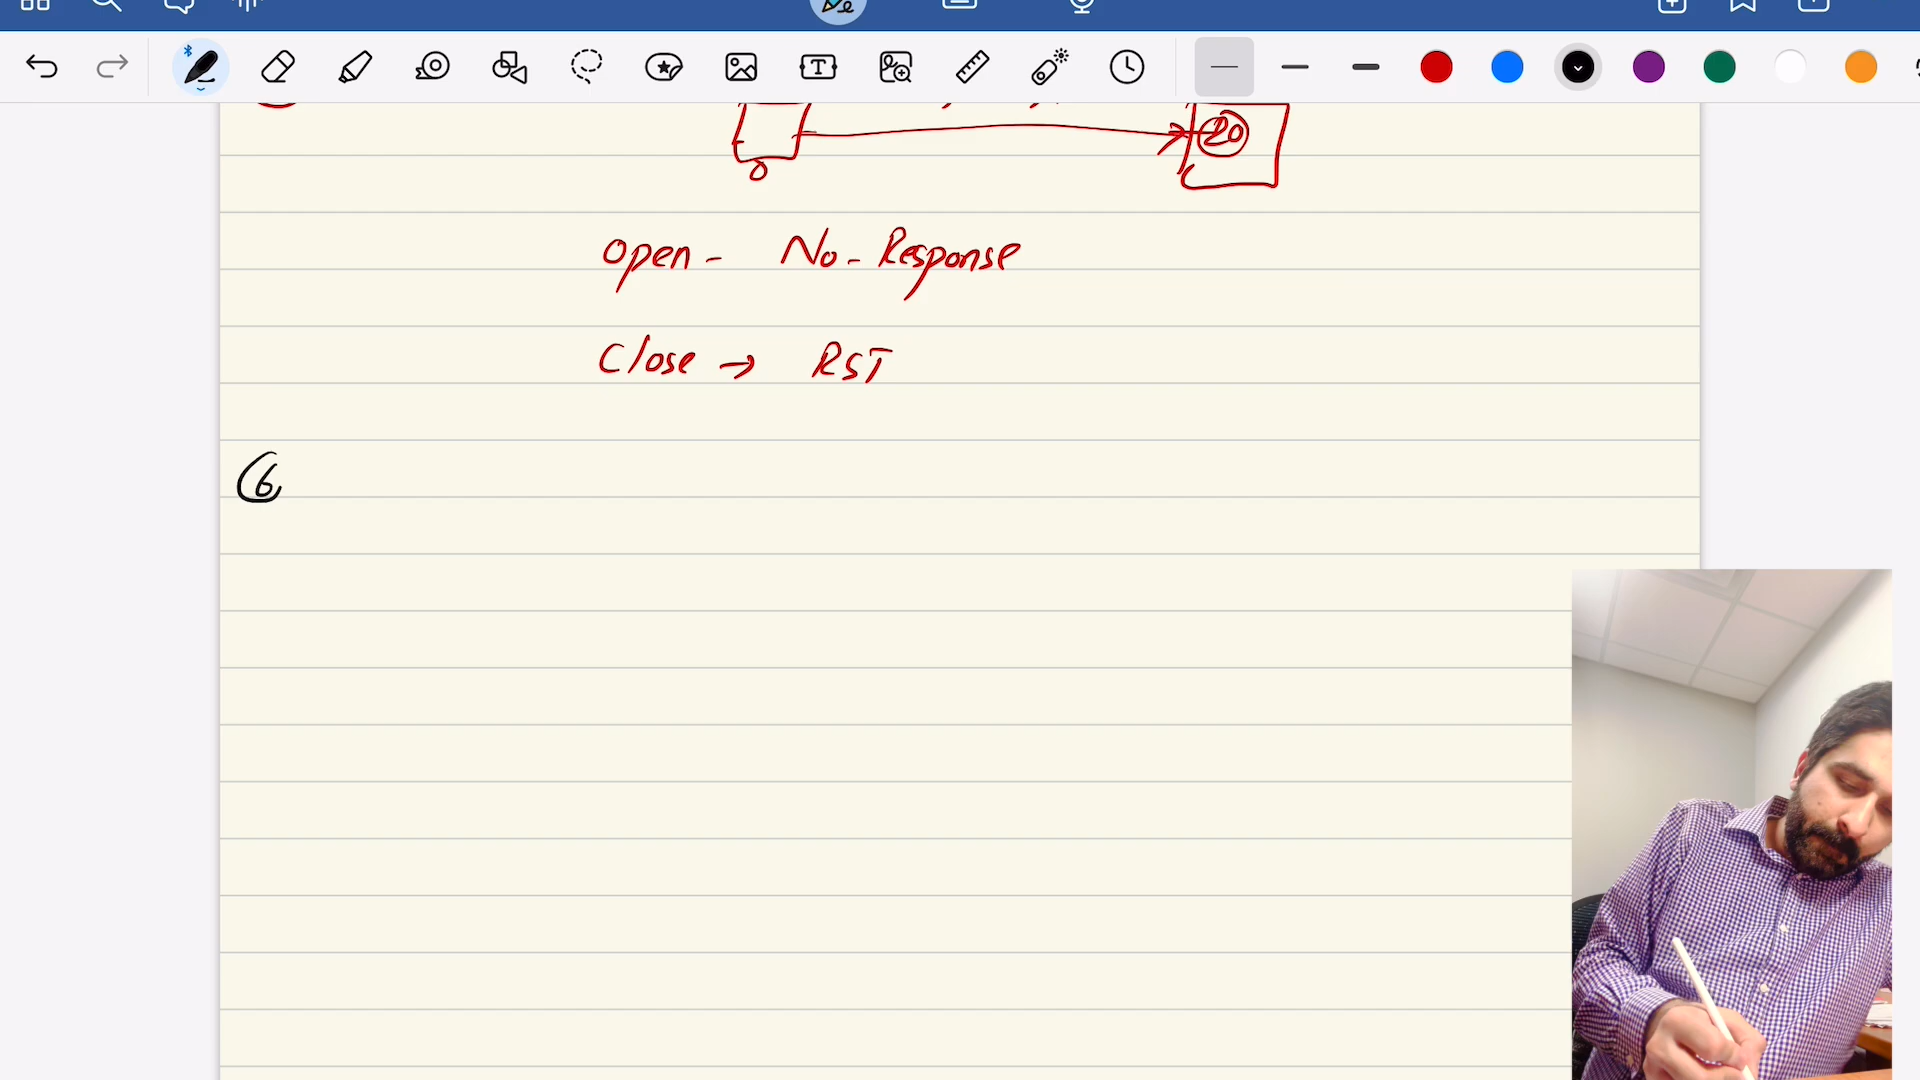 20
Open - No-Response
Close → RST
6